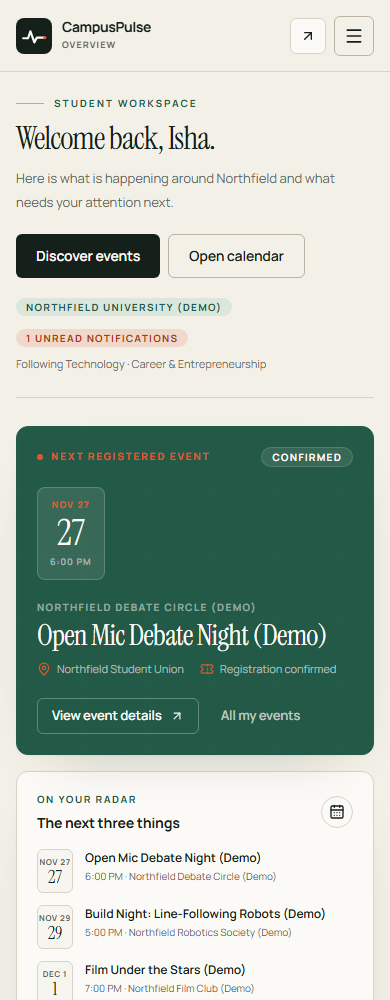 CampusPulse
OVERVIEW
STUDENT WORKSPACE
Welcome back, Isha.
Here is what is happening around Northfield and what
needs your attention next.
Discover events
Open calendar
NORTHFIELD UNIVERSITY (DEMO)
1 UNREAD NOTIFICATIONS
Following Technology · Career & Entrepreneurship
NEXT REGISTERED EVENT
CONFIRMED
NOV 27
27
6:00 PM
NORTHFIELD DEBATE CIRCLE (DEMO)
Open Mic Debate Night (Demo)
Northfield Student Union
Registration confirmed
View event details
All my events
ON YOUR RADAR
The next three things
NOV 27
27
Open Mic Debate Night (Demo)
6:00 PM · Northfield Debate Circle (Demo)
NOV 29
29
Build Night: Line-Following Robots (Demo)
5:00 PM · Northfield Robotics Society (Demo)
DEC 1
1
Film Under the Stars (Demo)
7:00 PM · Northfield Film Club (Demo)